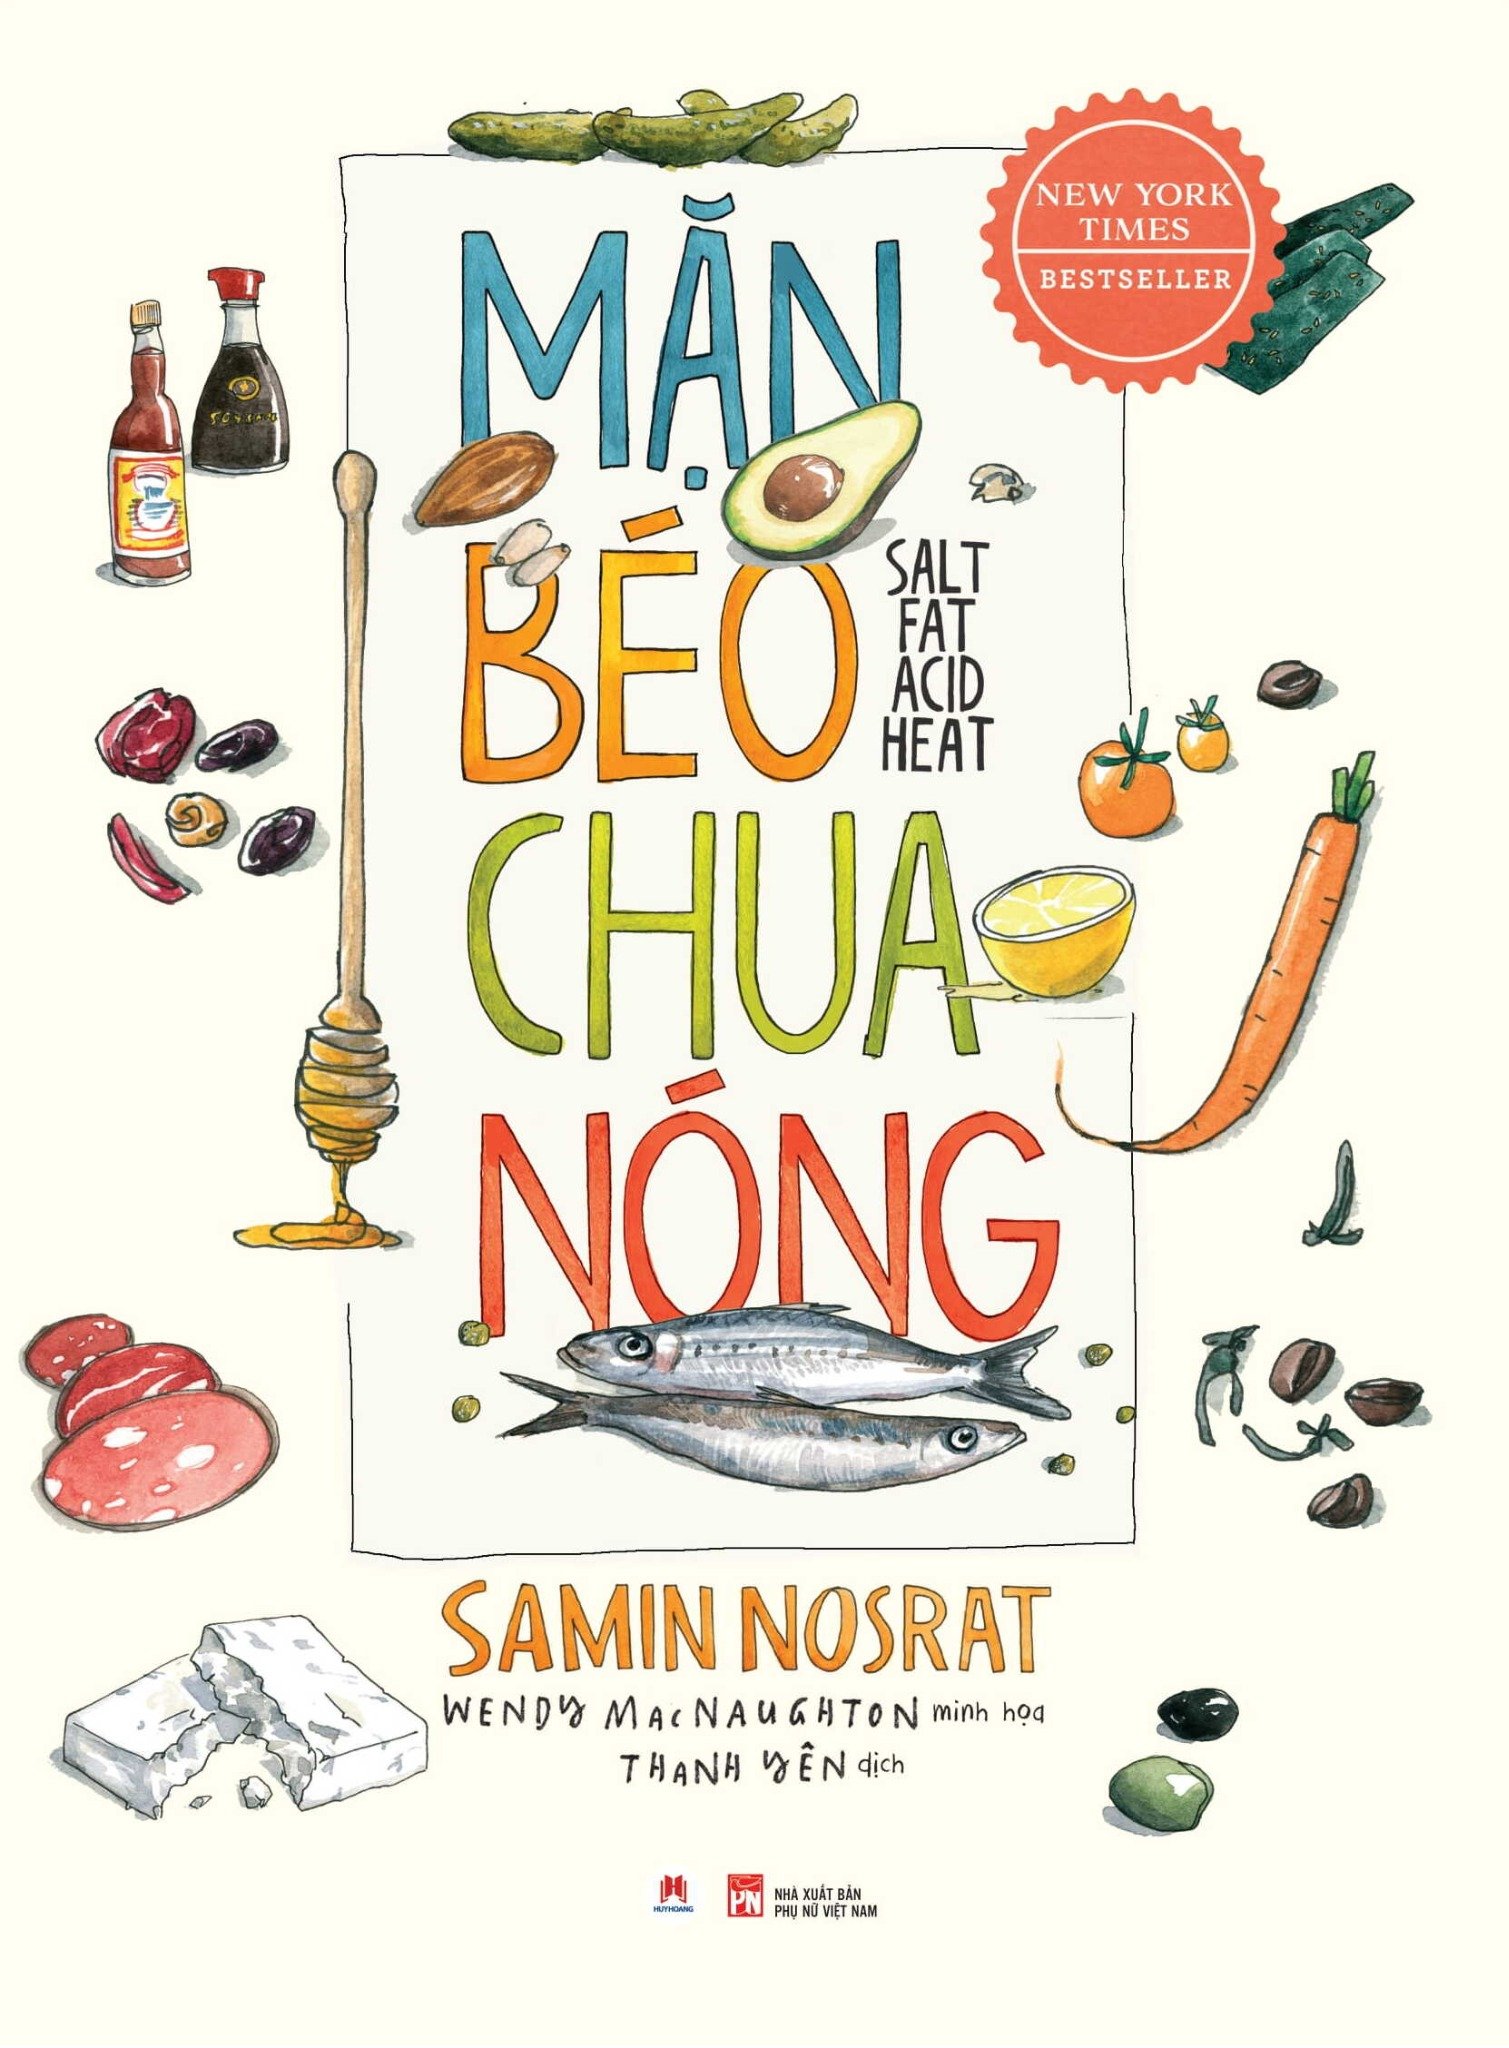 NEW YORK
TIMES
BESTSELLER
MẶN
BÉO
SALT
FAT
ACID
HEAT
CHUA
NÓNG
SAMIN NOSRAT
WENDY MACNAUGHTON minh họa
THANH YÊN dịch
HUYHOANG
PN
NHÀ XUẤT BẢN
PHỤ NỮ VIỆT NAM